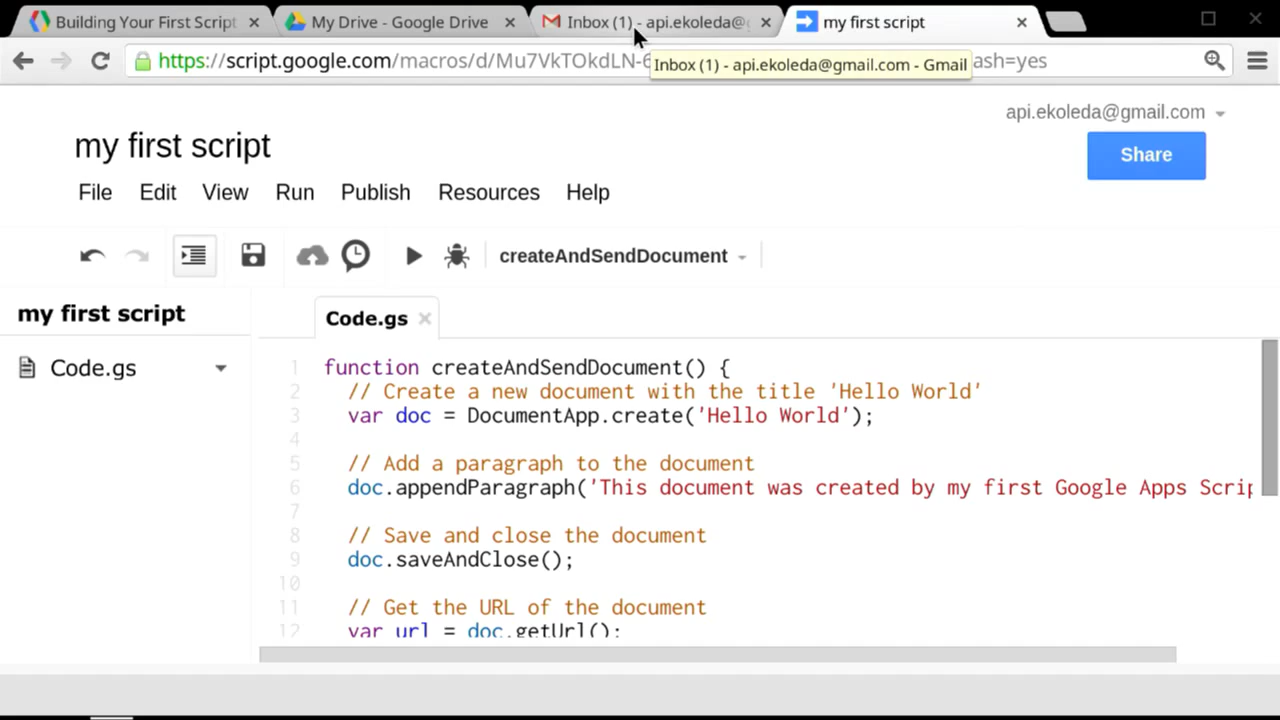 Building Your First Script
My Drive - Google Drive
Inbox (1) - api.ekoleda@
my first script
https://script.google.com/macros/d/Mu7VkTOkdLN-
ash=yes
Inbox (1) - api.ekoleda@gmail.com - Gmail
api.ekoleda@gmail.com
my first script
Share
File Edit View Run Publish Resources Help
createAndSendDocument
my first script
Code.gs
Code.gs
1 function createAndSendDocument() {
2 // Create a new document with the title 'Hello World'
3 var doc = DocumentApp.create('Hello World');
4
5 // Add a paragraph to the document
6 doc.appendParagraph('This document was created by my first Google Apps Scrip
7
8 // Save and close the document
9 doc.saveAndClose();
10
11 // Get the URL of the document
12 var url = doc.getUrl();